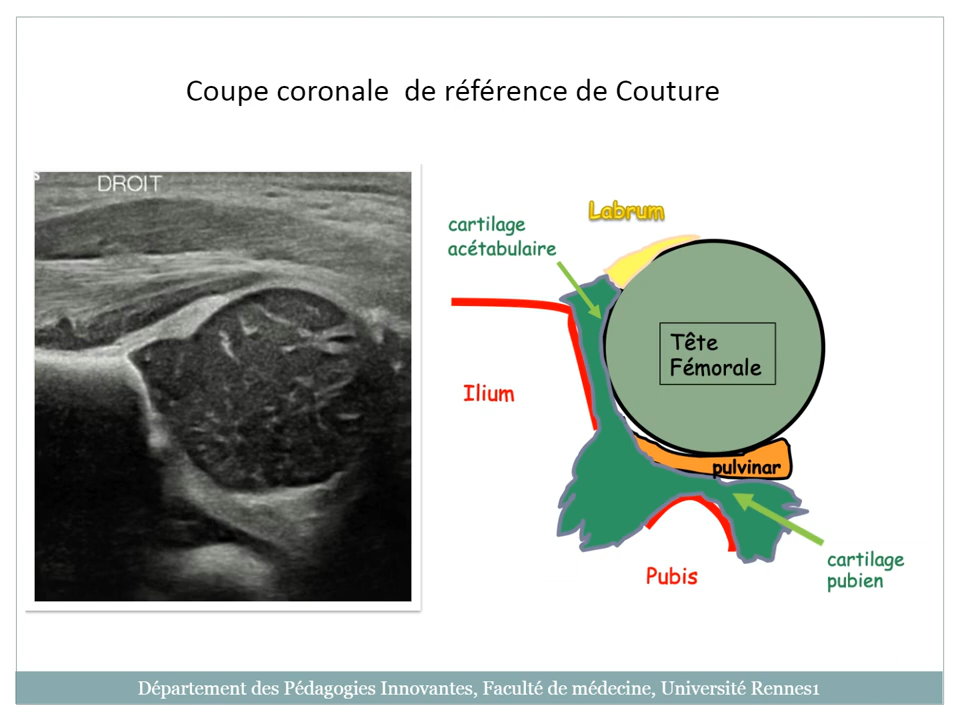 Coupe coronale de référence de Couture
DROIT
Labrum
cartilage
acétabulaire
Tête
Fémorale
Ilium
pulvinar
Pubis
cartilage
pubien
Département des Pédagogies Innovantes, Faculté de médecine, Université Rennes1